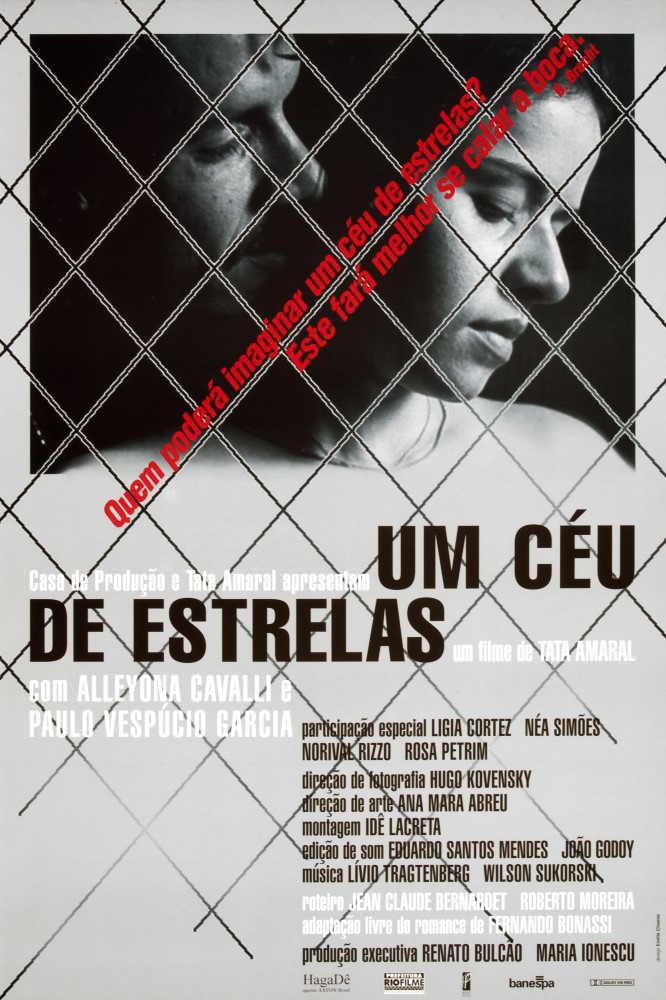 Quem poderá imaginar um céu de estrelas?
Este fará melhor se calar a boca.
B. Brecht
Casa de Produção e Tata Amaral apresentam UM CÉU
DE ESTRELAS um filme de TATA AMARAL
com ALLEYONA CAVALLI e
PAULO VESPÚCIO GARCIA
participação especial LIGIA CORTEZ NÉA SIMÕES
NORIVAL RIZZO ROSA PETRIM
direção de fotografia HUGO KOVENSKY
direção de arte ANA MARA ABREU
montagem IDÊ LACRETA
edição de som EDUARDO SANTOS MENDES JOÃO GODOY
música LÍVIO TRAGTENBERG WILSON SUKORSKI
roteiro JEAN CLAUDE BERNARDET ROBERTO MOREIRA
adaptação livre do romance de FERNANDO BONASSI
produção executiva RENATO BULCÃO MARIA IONESCU
HagaDê
agente AATON Brasil
PREFEITURA
RIOFILME
banespa